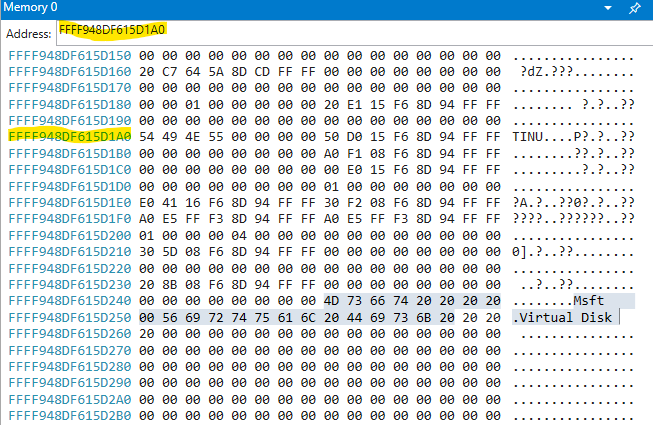 Memory 0
Address: FFFF948DF615D1A0
FFFF948DF615D150 00 00 00 00 00 00 00 00 00 00 00 00 00 00 00 00 ................
FFFF948DF615D160 20 C7 64 5A 8D CD FF FF 00 00 00 00 00 00 00 00 ?dZ.???........
FFFF948DF615D170 00 00 00 00 00 00 00 00 00 00 00 00 00 00 00 00 ................
FFFF948DF615D180 00 00 01 00 00 00 00 00 20 E1 15 F6 8D 94 FF FF ........ ?.?..??
FFFF948DF615D190 00 00 00 00 00 00 00 00 00 00 00 00 00 00 00 00 ................
FFFF948DF615D1A0 54 49 4E 55 00 00 00 00 50 D0 15 F6 8D 94 FF FF TINU....P?.?..??
FFFF948DF615D1B0 00 00 00 00 00 00 00 00 A0 F1 08 F6 8D 94 FF FF .........??.?..??
FFFF948DF615D1C0 00 00 00 00 00 00 00 00 00 E0 15 F6 8D 94 FF FF .........?.?..??
FFFF948DF615D1D0 00 00 00 00 00 00 00 00 01 00 00 00 00 00 00 00 ................
FFFF948DF615D1E0 E0 41 16 F6 8D 94 FF FF 30 F2 08 F6 8D 94 FF FF ?A.?..??0?.?..??
FFFF948DF615D1F0 A0 E5 FF F3 8D 94 FF FF A0 E5 FF F3 8D 94 FF FF ????..??????..??
FFFF948DF615D200 01 00 00 00 04 00 00 00 00 00 00 00 00 00 00 00 ................
FFFF948DF615D210 30 5D 08 F6 8D 94 FF FF 00 00 00 00 00 00 00 00 0].?..??........
FFFF948DF615D220 00 00 00 00 00 00 00 00 00 00 00 00 00 00 00 00 ................
FFFF948DF615D230 20 8B 08 F6 8D 94 FF FF 00 00 00 00 00 00 00 00 ..?..??........
FFFF948DF615D240 00 00 00 00 00 00 00 00 4D 73 66 74 20 20 20 20 ........Msft
FFFF948DF615D250 00 56 69 72 74 75 61 6C 20 44 69 73 6B 20 20 20 .Virtual Disk
FFFF948DF615D260 20 00 00 00 00 00 00 00 00 00 00 00 00 00 00 00 ...............
FFFF948DF615D270 00 00 00 00 00 00 00 00 00 00 00 00 00 00 00 00 ................
FFFF948DF615D280 00 00 00 00 00 00 00 00 00 00 00 00 00 00 00 00 ................
FFFF948DF615D290 00 00 00 00 00 00 00 00 00 00 00 00 00 00 00 00 ................
FFFF948DF615D2A0 00 00 00 00 00 00 00 00 00 00 00 00 00 00 00 00 ................
FFFF948DF615D2B0 00 00 00 00 00 00 00 00 00 00 00 00 00 00 00 00 ................